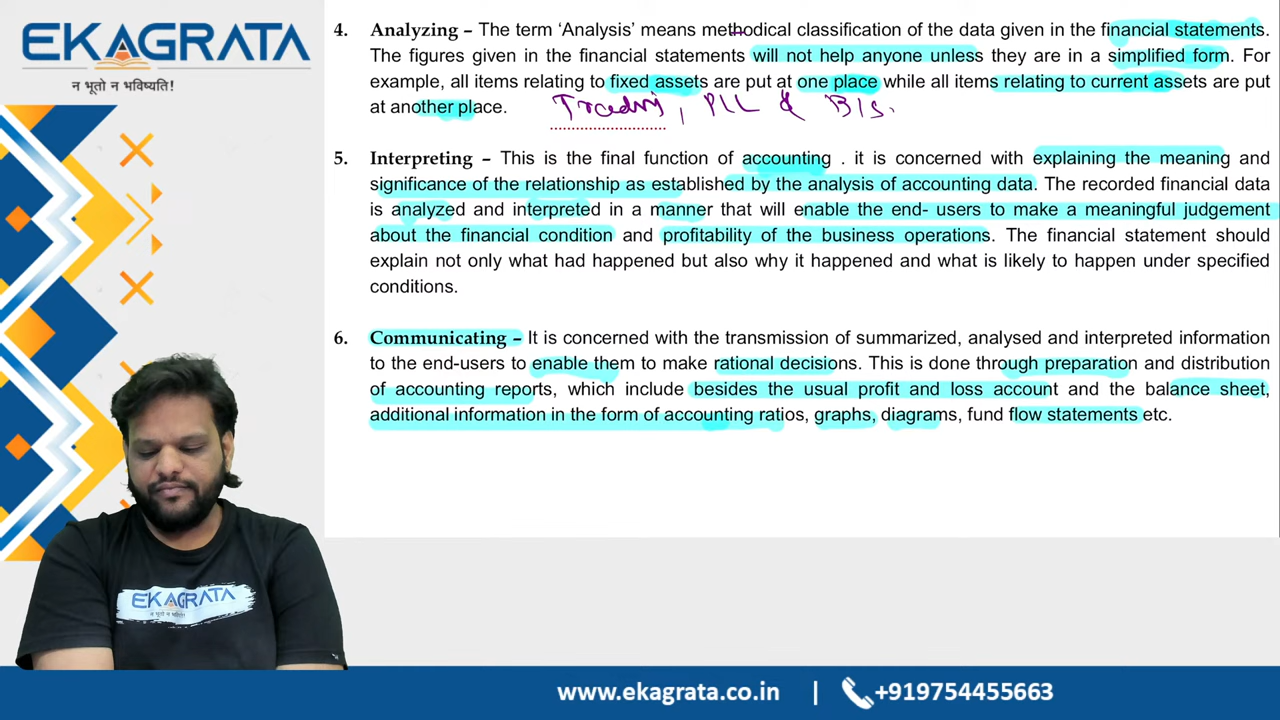 EKAGRATA
न भूतो न भविष्यति!
4. Analyzing – The term ‘Analysis’ means methodical classification of the data given in the financial statements.
The figures given in the financial statements will not help anyone unless they are in a simplified form. For
example, all items relating to fixed assets are put at one place while all items relating to current assets are put
at another place.
Trading, P/L & B/S.
5. Interpreting – This is the final function of accounting . it is concerned with explaining the meaning and
significance of the relationship as established by the analysis of accounting data. The recorded financial data
is analyzed and interpreted in a manner that will enable the end- users to make a meaningful judgement
about the financial condition and profitability of the business operations. The financial statement should
explain not only what had happened but also why it happened and what is likely to happen under specified
conditions.
6. Communicating – It is concerned with the transmission of summarized, analysed and interpreted information
to the end-users to enable them to make rational decisions. This is done through preparation and distribution
of accounting reports, which include besides the usual profit and loss account and the balance sheet,
additional information in the form of accounting ratios, graphs, diagrams, fund flow statements etc.
EKAGRATA
न भूतो न भविष्यति!
www.ekagrata.co.in | +919754455663